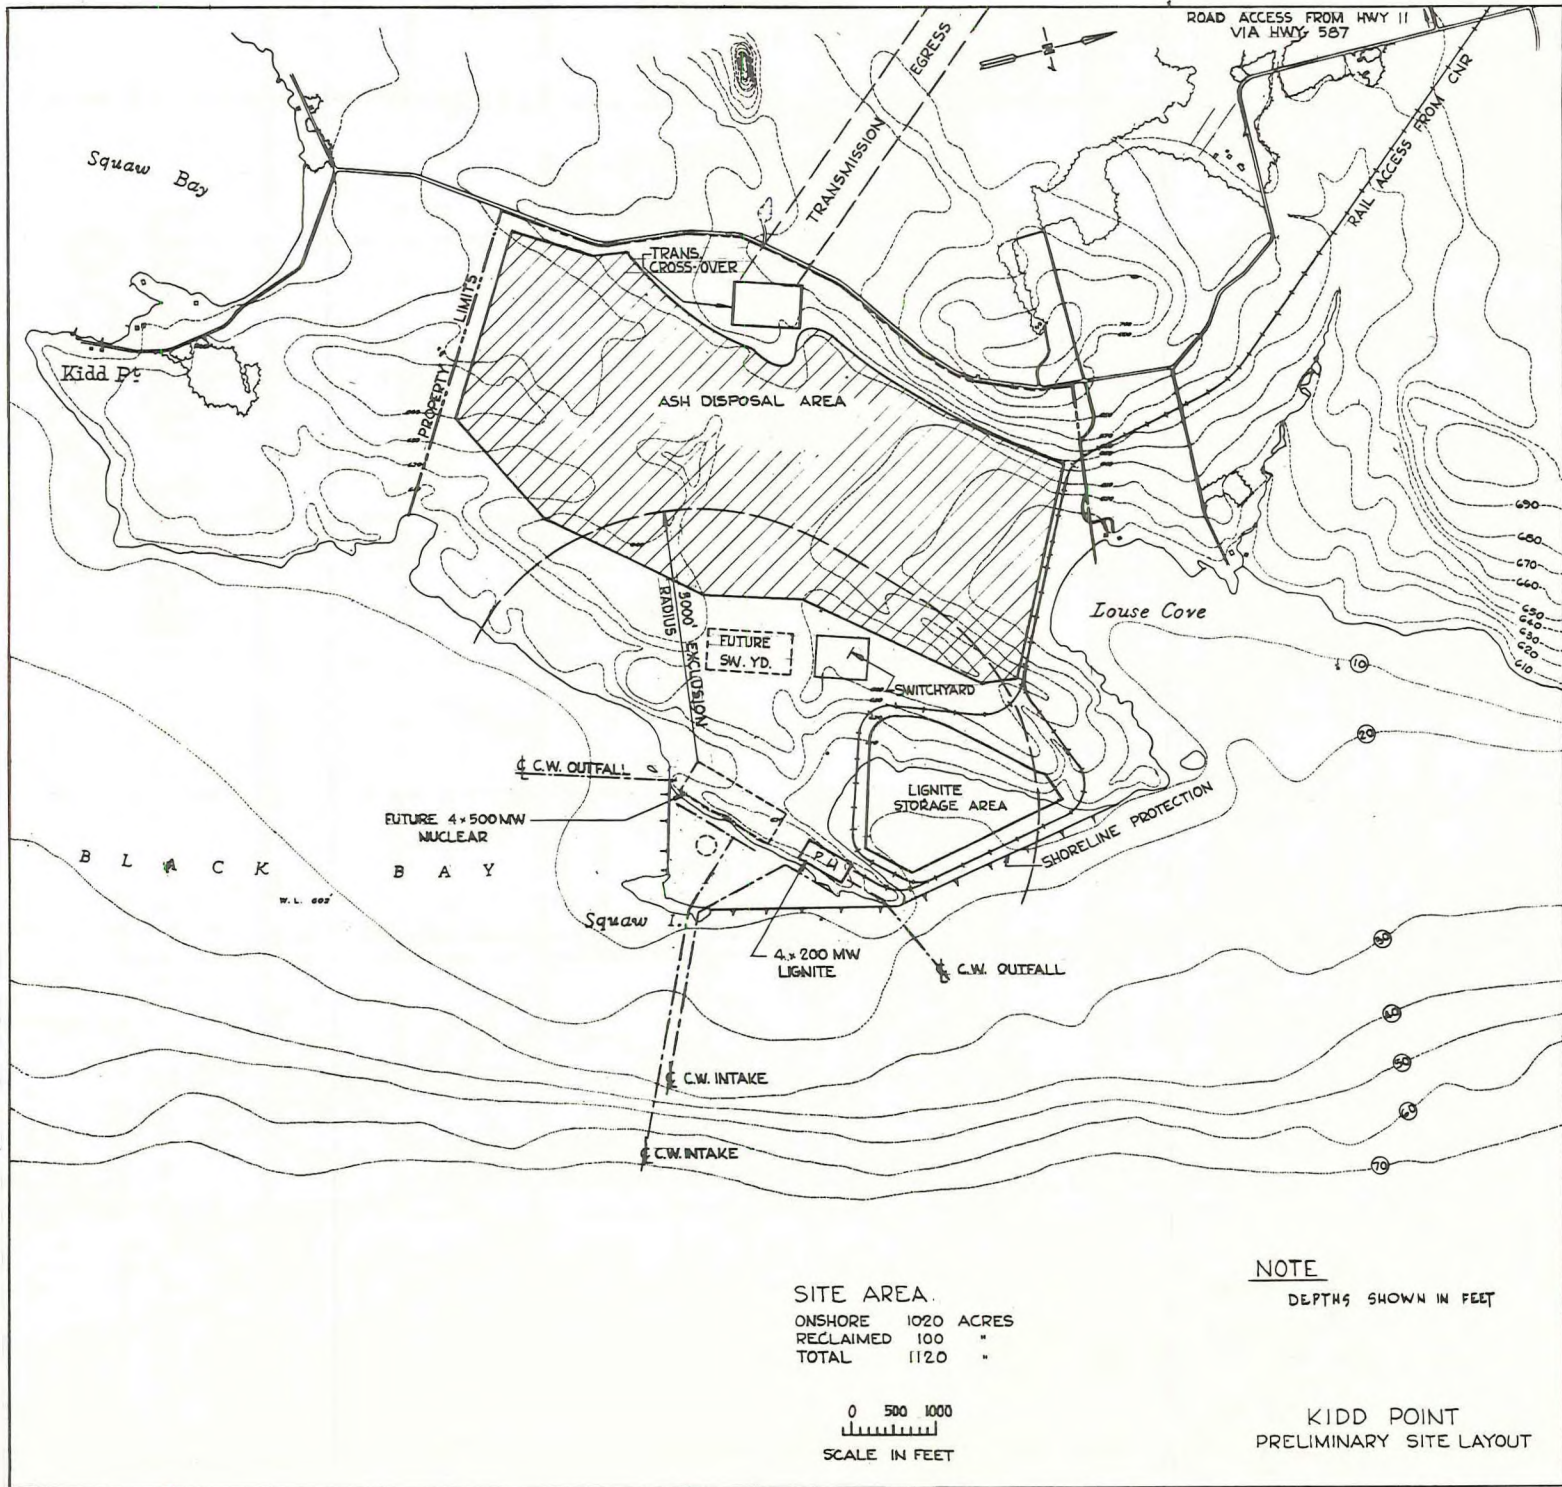 ROAD ACCESS FROM HWY 11
VIA HWY 587
N
EGRESS
TRANSMISSION
RAIL ACCESS FROM CNR
Squaw Bay
TRANS.
CROSS-OVER
PROPERTY LIMITS
Kidd Pt
ASH DISPOSAL AREA
700
690
680
670
660
650
640
630
620
610
3000' EXCLUSION
RADIUS
Louse Cove
FUTURE
SW. YD.
SWITCHYARD
10
20
℄ C.W. OUTFALL
FUTURE 4 x 500 MW
NUCLEAR
LIGNITE
STORAGE AREA
SHORELINE PROTECTION
P.H.
BLACK BAY
W.L. 602'
Squaw I.
4 x 200 MW
LIGNITE
℄ C.W. OUTFALL
30
40
50
60
70
℄ C.W. INTAKE
℄ C.W. INTAKE
SITE AREA.
ONSHORE 1020 ACRES
RECLAIMED 100 "
TOTAL 1120 "
0 500 1000
SCALE IN FEET
NOTE
DEPTHS SHOWN IN FEET
KIDD POINT
PRELIMINARY SITE LAYOUT